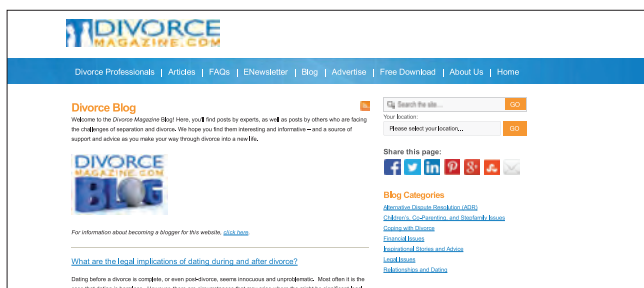 DIVORCE
MAGAZINE.COM
Divorce Professionals | Articles | FAQs | ENewsletter | Blog | Advertise | Free Download | About Us | Home
Divorce Blog
Welcome to the Divorce Magazine Blog! Here, you'll find posts by experts, as well as posts by others who are facing
the challenges of separation and divorce. We hope you find them interesting and informative – and a source of
support and advice as you make your way through divorce into a new life.
DIVORCE
MAGAZINE.COM
BLOG
For information about becoming a blogger for this website, click here.
What are the legal implications of dating during and after divorce?
Dating before a divorce is complete, or even post-divorce, seems innocuous and unproblematic. Most often it is the
Search the site...
GO
Your location:
Please select your location...
GO
Share this page:
Blog Categories
Alternative Dispute Resolution (ADR)
Children's, Co-Parenting, and Stepfamily Issues
Coping with Divorce
Financial Issues
Inspirational Stories and Advice
Legal Issues
Relationships and Dating